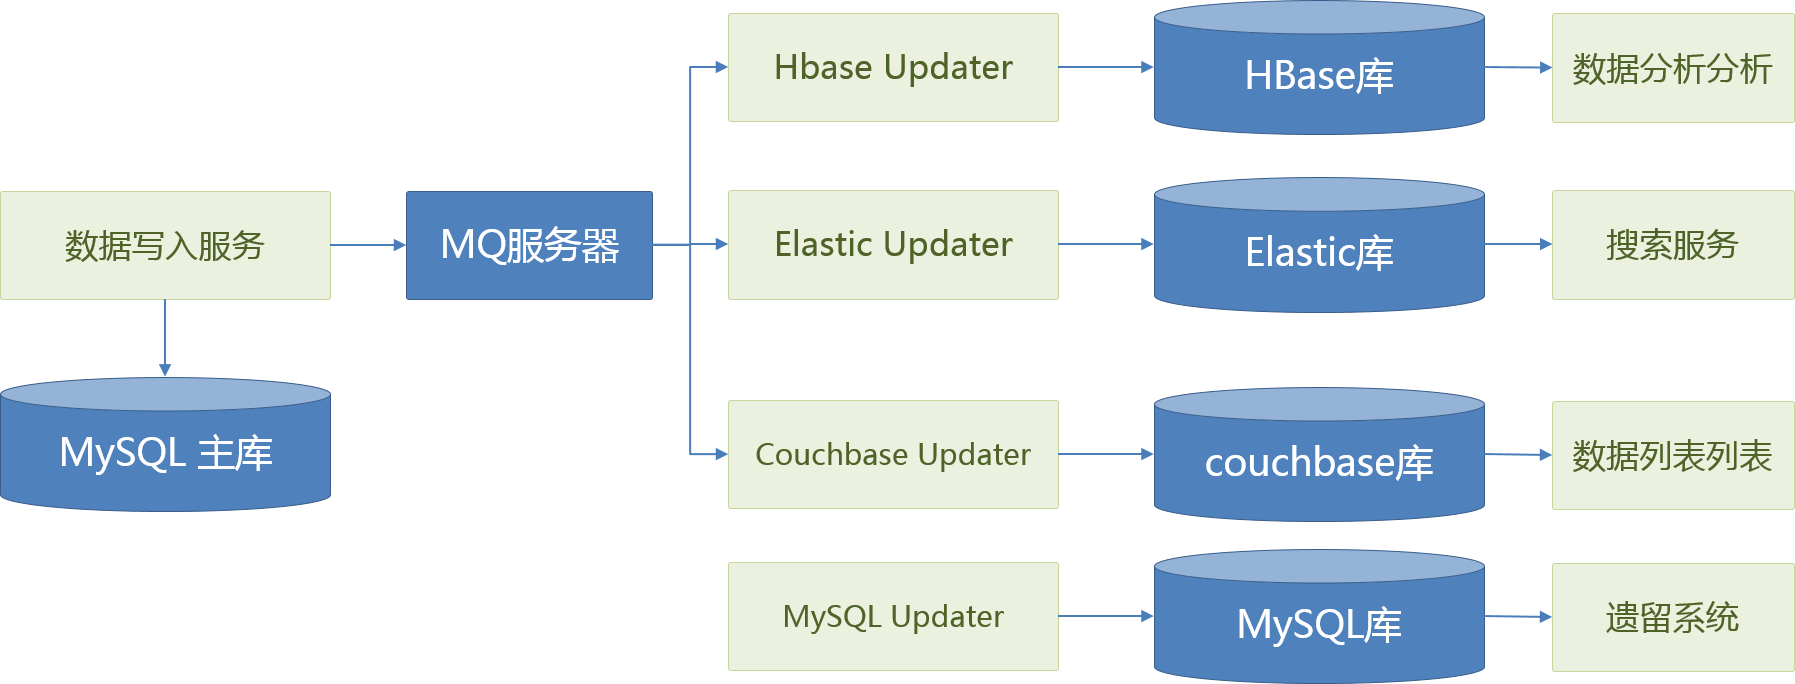 Hbase Updater
HBase库
数据分析分析
数据写入服务
MQ服务器
Elastic Updater
Elastic库
搜索服务
MySQL 主库
Couchbase Updater
couchbase库
数据列表列表
MySQL Updater
MySQL库
遗留系统